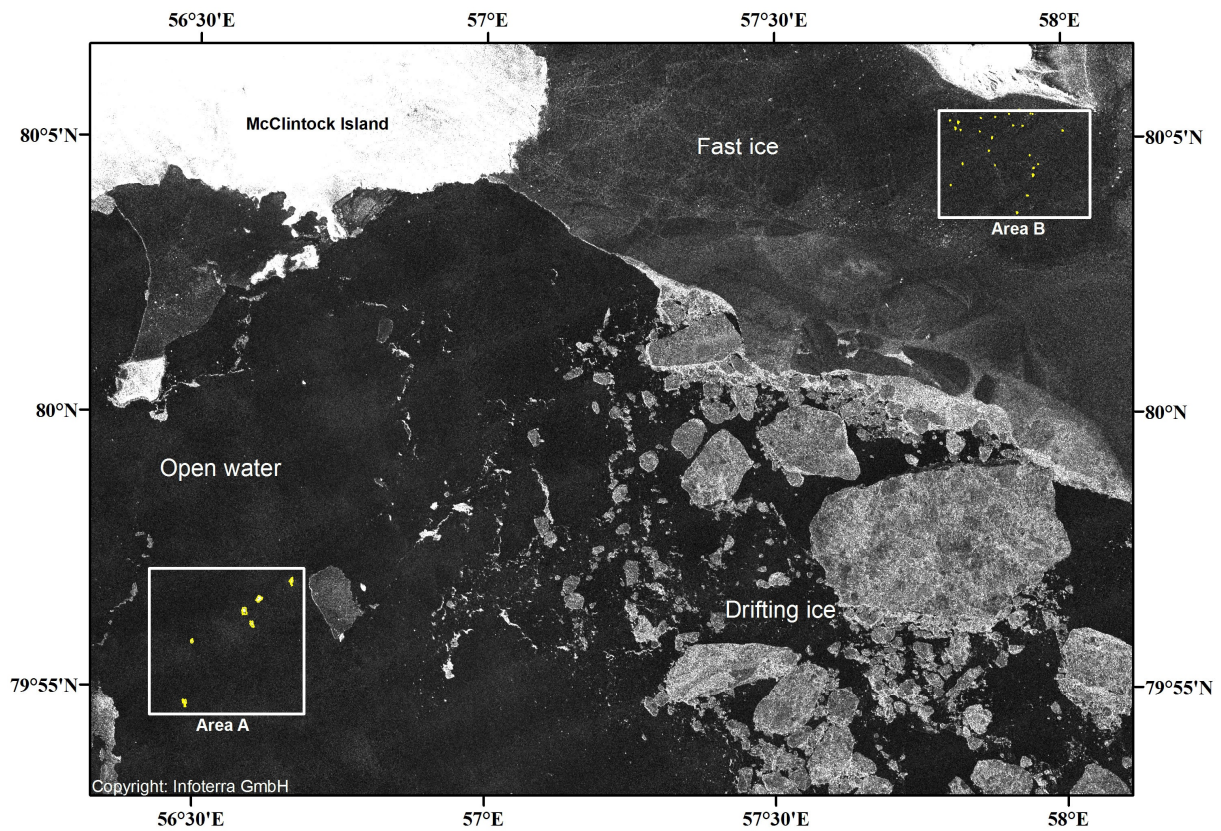 56°30'E 57° 57°30'E 58°
McClintock Island
80°5'N
Fast ice
80°5'N
Area B
80°N
80°N
Open water
Drifting ice
79°55'N
79°55'N
Area A
Copyright: Infoterra GmbH
56°30'E 57°E 57°30'E 58°E